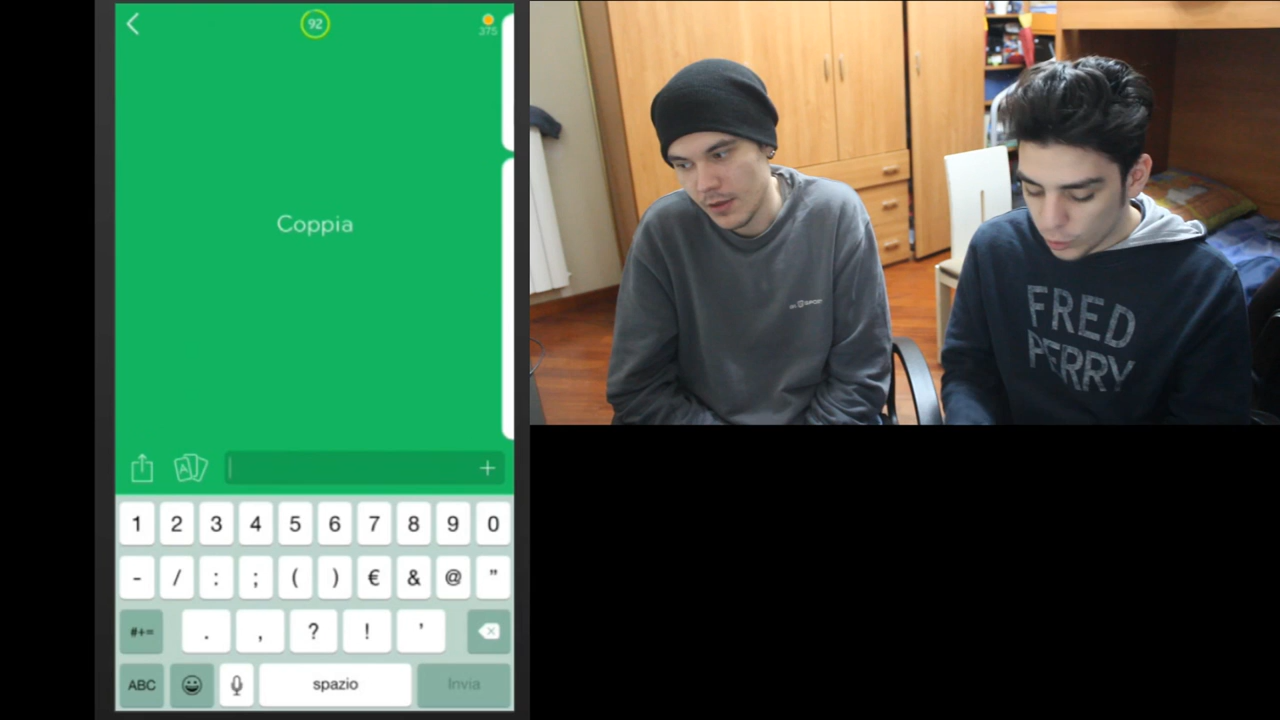 92
375
Coppia
A
1 2 3 4 5 6 7 8 9 0
- / : ; ( ) € & @ "
#+= . , ? ! '
ABC spazio Invia
FRED
PERRY